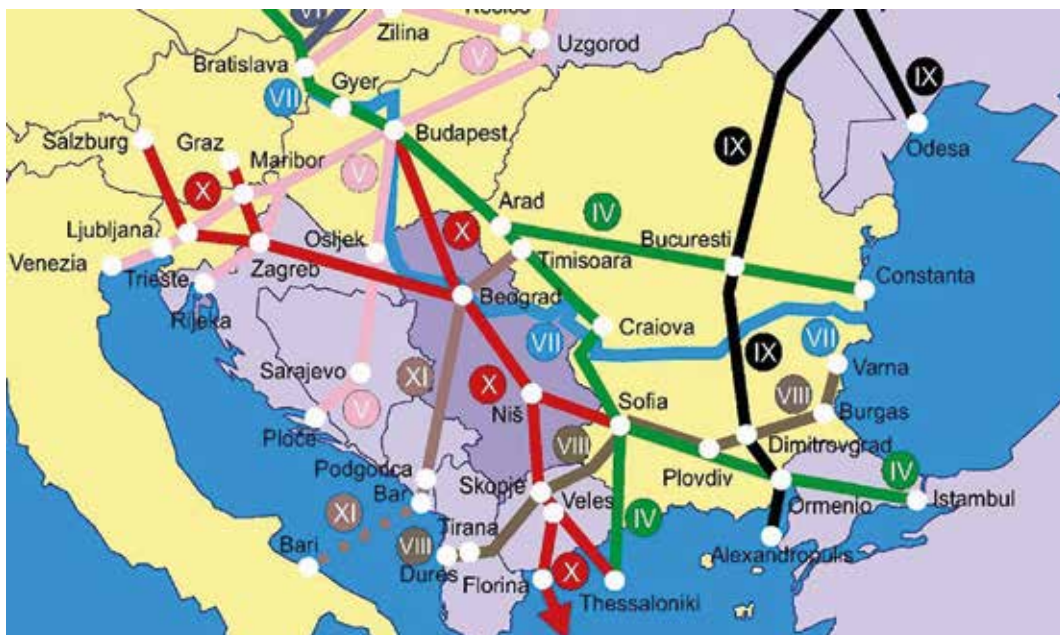 VI
Zilina
V
Uzgorod
Bratislava
Gyer
VII
IX
IX
Salzburg
Graz
Maribor
Budapest
Odesa
X
V
Ljubljana
Arad
IV
Osijek
X
Bucuresti
Venezia
Trieste
Zagreb
Timisoara
Constanta
Rijeka
Beograd
Craiova
VII
IX
VII
Sarajevo
XI
X
Varna
Niš
Sofia
VIII
Burgas
V
Ploče
VIII
Dimitrovgrad
Podgodca
Skopje
Plovdiv
IV
Bar
Veles
Ormenio
Istambul
XI
Tirana
IV
Bari
VIII
Dures
Florina
X
Alexandropulis
Thessaloniki